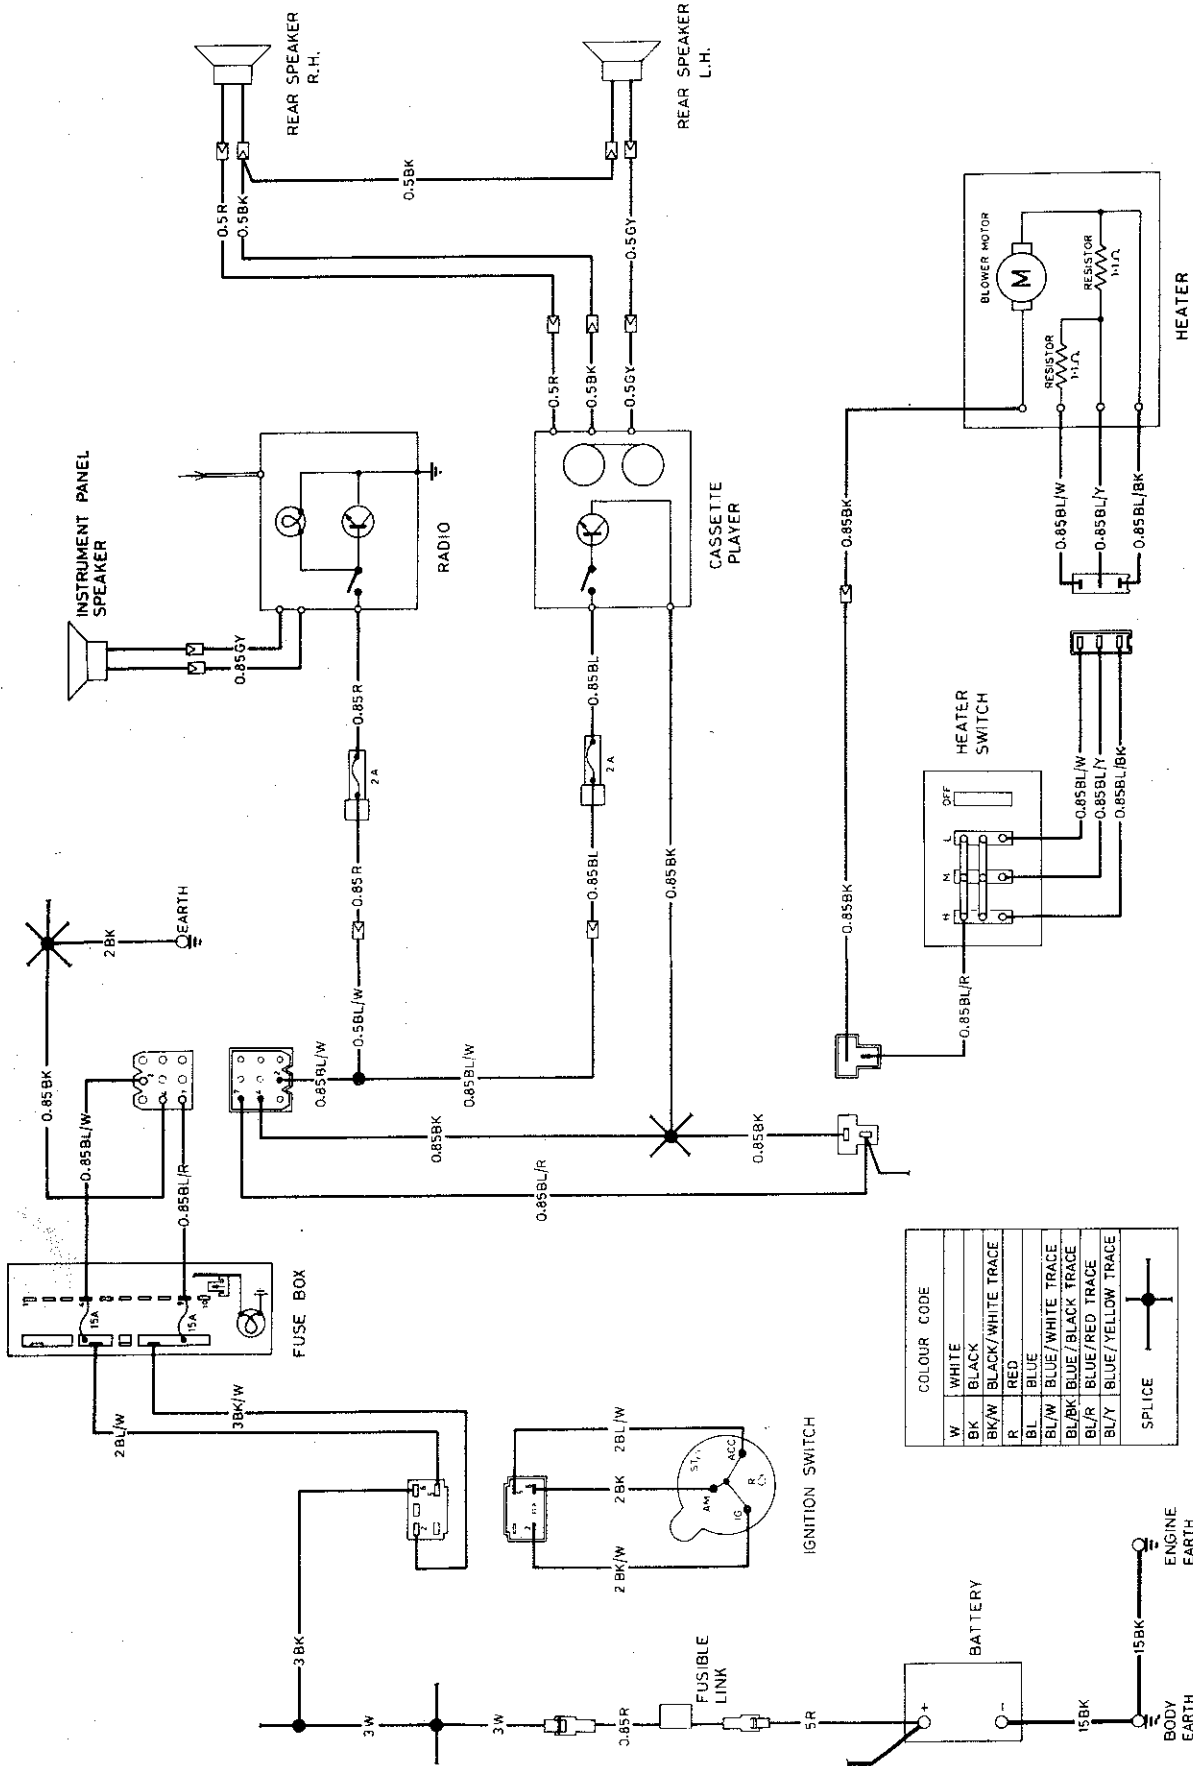 REAR SPEAKER
R.H.
REAR SPEAKER
L.H.
0.5R
0.5BK
0.5BK
0.5GY
0.5R
0.5BK
0.5GY
INSTRUMENT PANEL
SPEAKER
0.85GY
RADIO
CASSETTE
PLAYER
0.85R
2A
0.85R
0.5BL/W
0.85BL
2A
0.85BL
0.85BK
0.85BL/W
0.85BL/W
0.85BK
0.85BK
0.85BL/R
2
4
7
BLOWER MOTOR
M
RESISTOR
RESISTOR
HEATER
0.85BK
0.85BK
0.85BL/W
0.85BL/Y
0.85BL/BK
HEATER
SWITCH
OFF
L
M
H
0.85BL/W
0.85BL/Y
0.85BL/BK
0.85BL/R
2BK
EARTH
0.85BK
0.85BL/W
0.85BL/R
FUSE BOX
15A
15A
2BL/W
3BK/W
3BK
2BL/W
2BK
2BK/W
ACC
AM
IG
R
IGNITION SWITCH
3W
3W
0.85R
FUSIBLE
LINK
5R
BATTERY
+
-
15BK
15BK
BODY
EARTH
ENGINE
EARTH
COLOUR CODE
W WHITE
BK BLACK
BK/W BLACK/WHITE TRACE
R RED
BL BLUE
BL/W BLUE/WHITE TRACE
BL/BK BLUE/BLACK TRACE
BL/R BLUE/RED TRACE
BL/Y BLUE/YELLOW TRACE
SPLICE